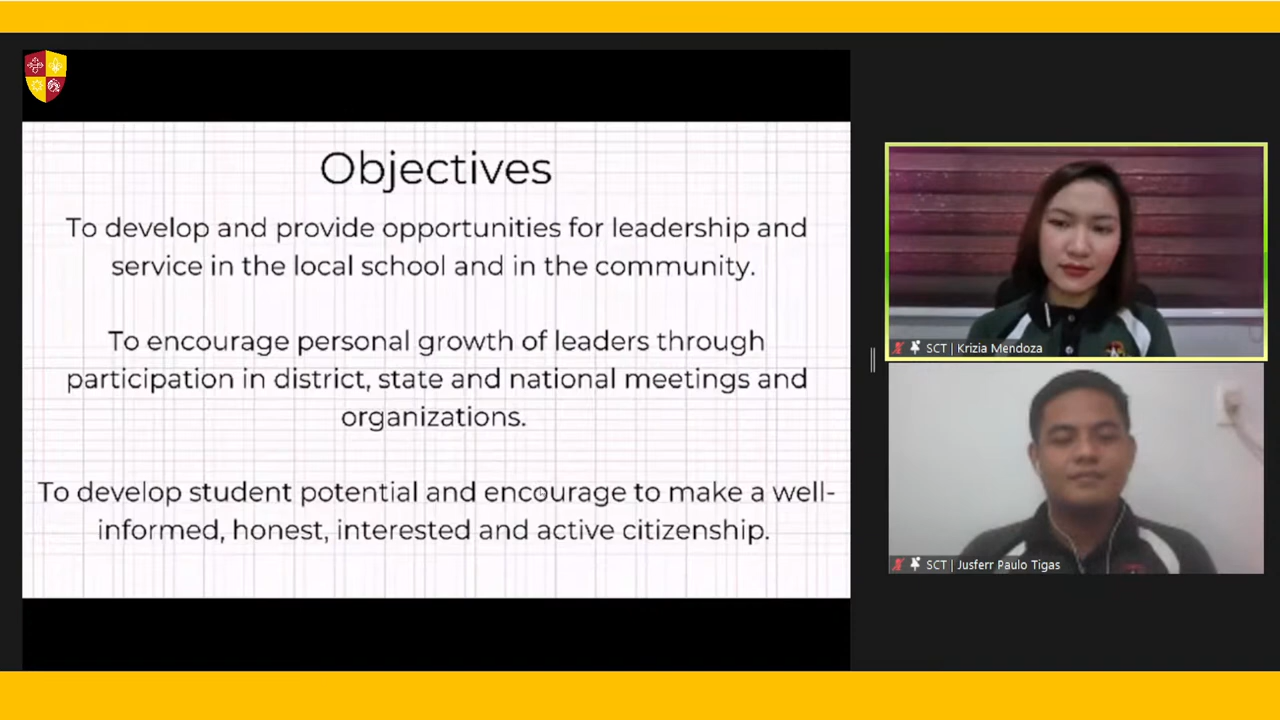 Objectives
To develop and provide opportunities for leadership and
service in the local school and in the community.
To encourage personal growth of leaders through
participation in district, state and national meetings and
organizations.
To develop student potential and encourage to make a well-
informed, honest, interested and active citizenship.
SCT | Krizia Mendoza
SCT | Jusferr Paulo Tigas